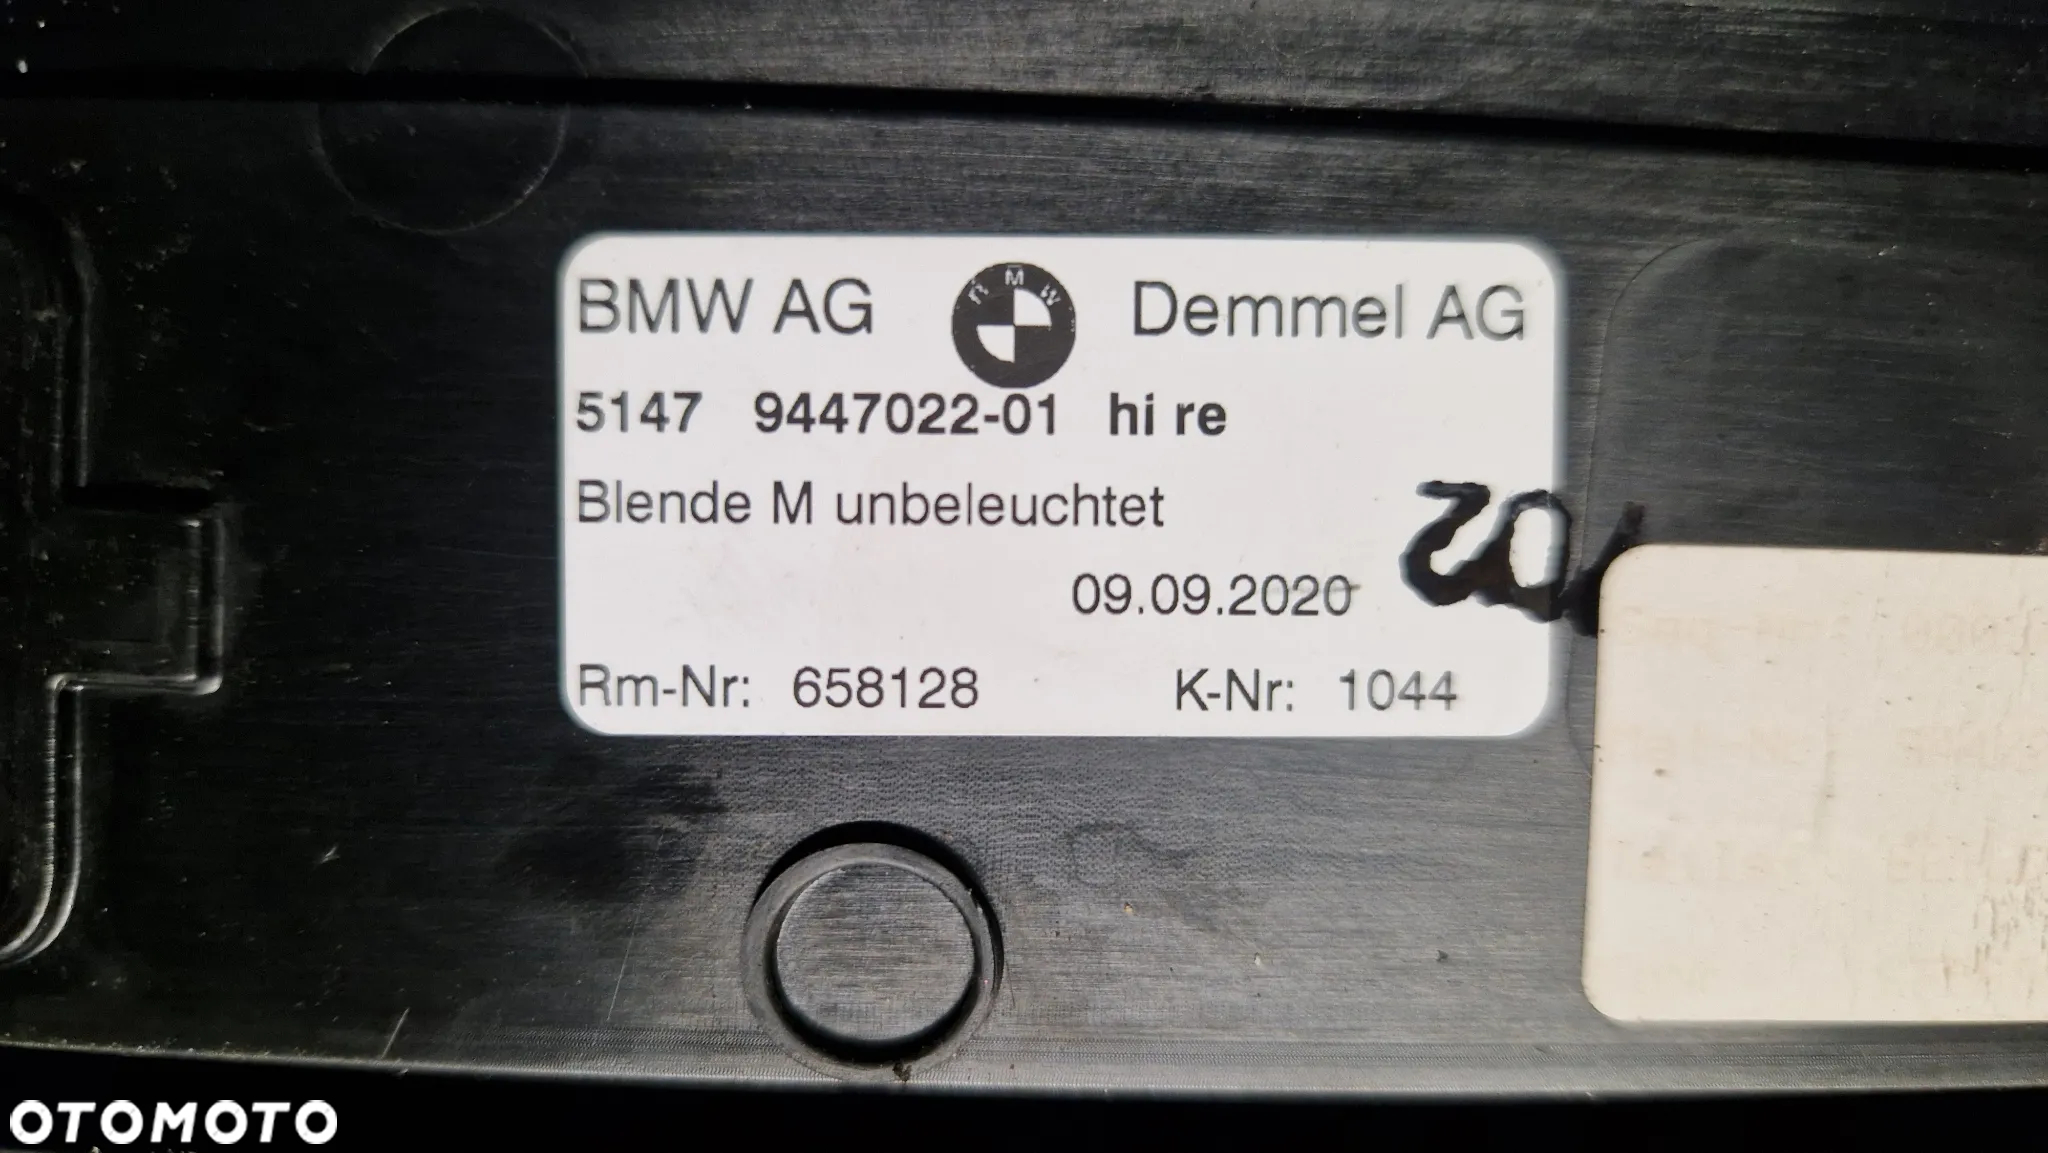 BMW AG BMW Demmel AG
5147 9447022-01 hi re
Blende M unbeleuchtet
09.09.2020
Rm-Nr: 658128 K-Nr: 1044
OTOMOTO